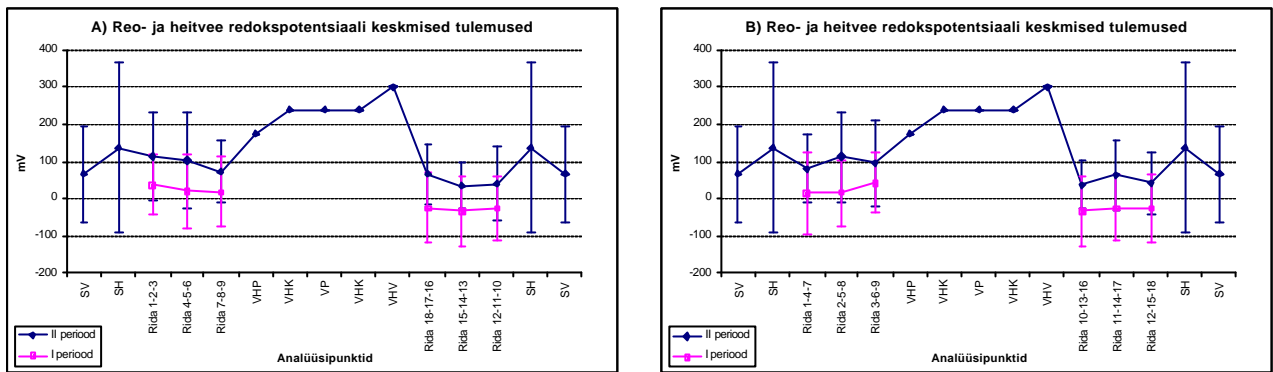 A) Reo- ja heitvee redokspotentsiaali keskmised tulemused
400
300
200
100
0
-100
-200
mV
SV
SH
Rida 1-2-3
Rida 4-5-6
Rida 7-8-9
VHP
VHK
VP
VHK
VHV
Rida 18-17-16
Rida 15-14-13
Rida 12-11-10
SH
SV
II periood
I periood
Analüüsipunktid
B) Reo- ja heitvee redokspotentsiaali keskmised tulemused
400
300
200
100
0
-100
-200
mV
SV
SH
Rida 1-4-7
Rida 2-5-8
Rida 3-6-9
VHP
VHK
VP
VHK
VHV
Rida 10-13-16
Rida 11-14-17
Rida 12-15-18
SH
SV
II periood
I periood
Analüüsipunktid